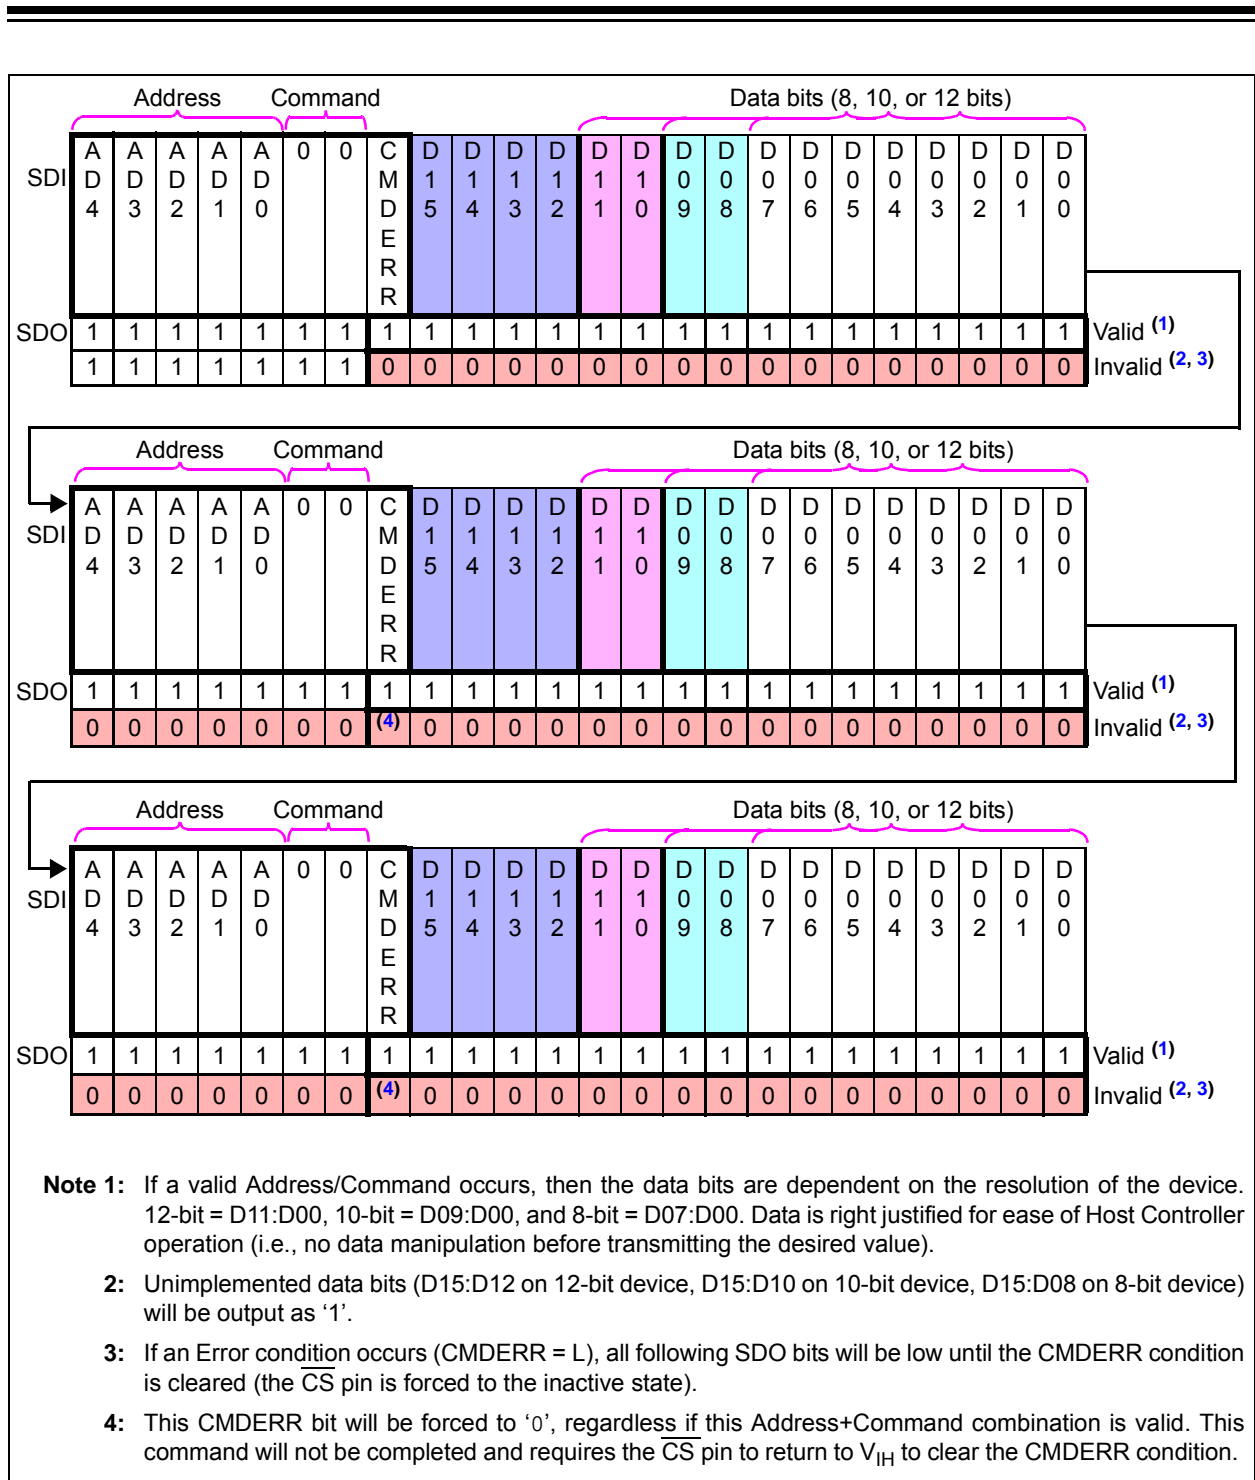 Address Command Data bits (8, 10, or 12 bits)
SDI A A A A A 0 0 C D D D D D D D D D D D D D D D D
D D D D D M 1 1 1 1 1 1 0 0 0 0 0 0 0 0 0 0
4 3 2 1 0 D 5 4 3 2 1 0 9 8 7 6 5 4 3 2 1 0
E
R
R
SDO 1 1 1 1 1 1 1 1 1 1 1 1 1 1 1 1 1 1 1 1 1 1 1 1 Valid (1)
1 1 1 1 1 1 1 0 0 0 0 0 0 0 0 0 0 0 0 0 0 0 0 0 Invalid (2, 3)
Address Command Data bits (8, 10, or 12 bits)
SDI A A A A A 0 0 C D D D D D D D D D D D D D D D D
D D D D D M 1 1 1 1 1 1 0 0 0 0 0 0 0 0 0 0
4 3 2 1 0 D 5 4 3 2 1 0 9 8 7 6 5 4 3 2 1 0
E
R
R
SDO 1 1 1 1 1 1 1 1 1 1 1 1 1 1 1 1 1 1 1 1 1 1 1 1 Valid (1)
0 0 0 0 0 0 0 (4) 0 0 0 0 0 0 0 0 0 0 0 0 0 0 0 0 Invalid (2, 3)
Address Command Data bits (8, 10, or 12 bits)
SDI A A A A A 0 0 C D D D D D D D D D D D D D D D D
D D D D D M 1 1 1 1 1 1 0 0 0 0 0 0 0 0 0 0
4 3 2 1 0 D 5 4 3 2 1 0 9 8 7 6 5 4 3 2 1 0
E
R
R
SDO 1 1 1 1 1 1 1 1 1 1 1 1 1 1 1 1 1 1 1 1 1 1 1 1 Valid (1)
0 0 0 0 0 0 0 (4) 0 0 0 0 0 0 0 0 0 0 0 0 0 0 0 0 Invalid (2, 3)
Note 1: If a valid Address/Command occurs, then the data bits are dependent on the resolution of the device.
12-bit = D11:D00, 10-bit = D09:D00, and 8-bit = D07:D00. Data is right justified for ease of Host Controller
operation (i.e., no data manipulation before transmitting the desired value).
2: Unimplemented data bits (D15:D12 on 12-bit device, D15:D10 on 10-bit device, D15:D08 on 8-bit device)
will be output as ‘1’.
3: If an Error condition occurs (CMDERR = L), all following SDO bits will be low until the CMDERR condition
is cleared (the CS pin is forced to the inactive state).
4: This CMDERR bit will be forced to ‘0’, regardless if this Address+Command combination is valid. This
command will not be completed and requires the CS pin to return to VIH to clear the CMDERR condition.